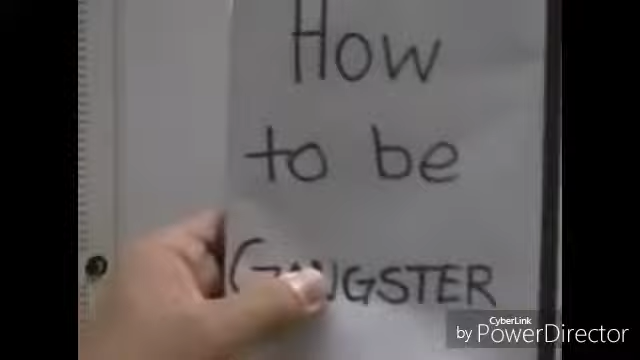 How
to be
GANGSTER
CyberLink
by PowerDirector